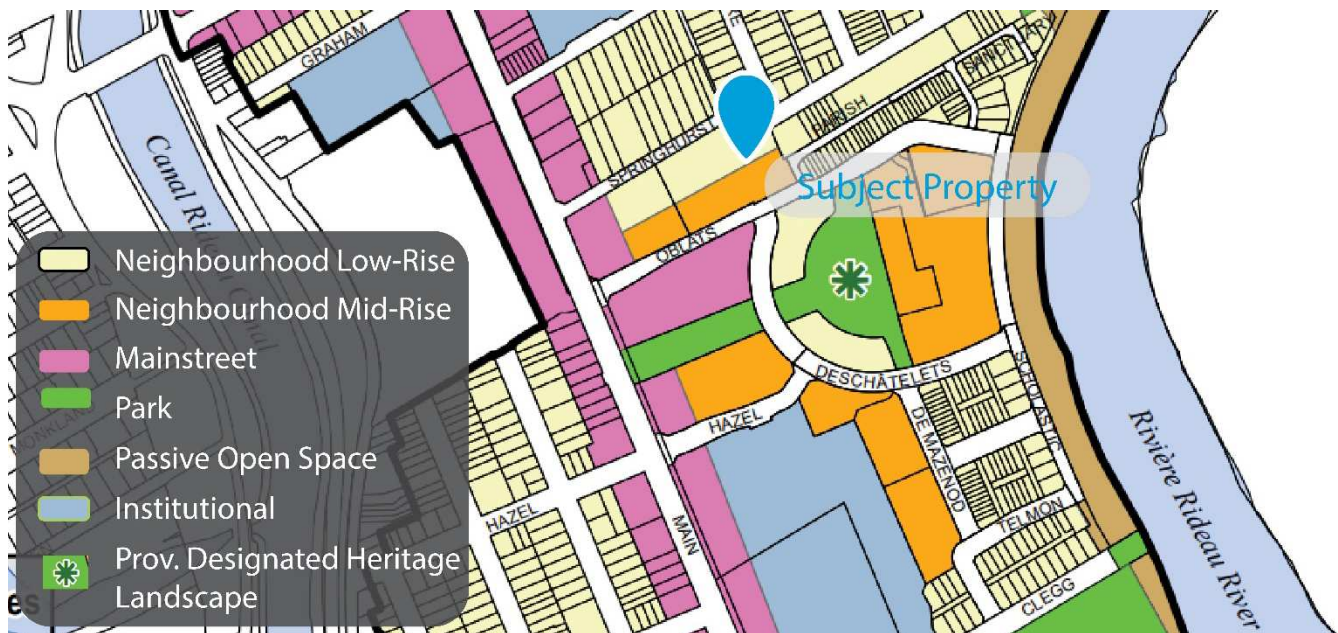 GRAHAM
SANCTUARY
PARISH
SPRINGHURST
Canal Rideau Canal
Subject Property
OBLATS
Neighbourhood Low-Rise
Neighbourhood Mid-Rise
Mainstreet
Park
Passive Open Space
Institutional
Prov. Designated Heritage
Landscape
DESCHÂTELETS
SCHOLASTIC
HAZEL
DE MAZENOD
HAZEL
MAIN
TELMON
CLEGG
Rivière Rideau River
es